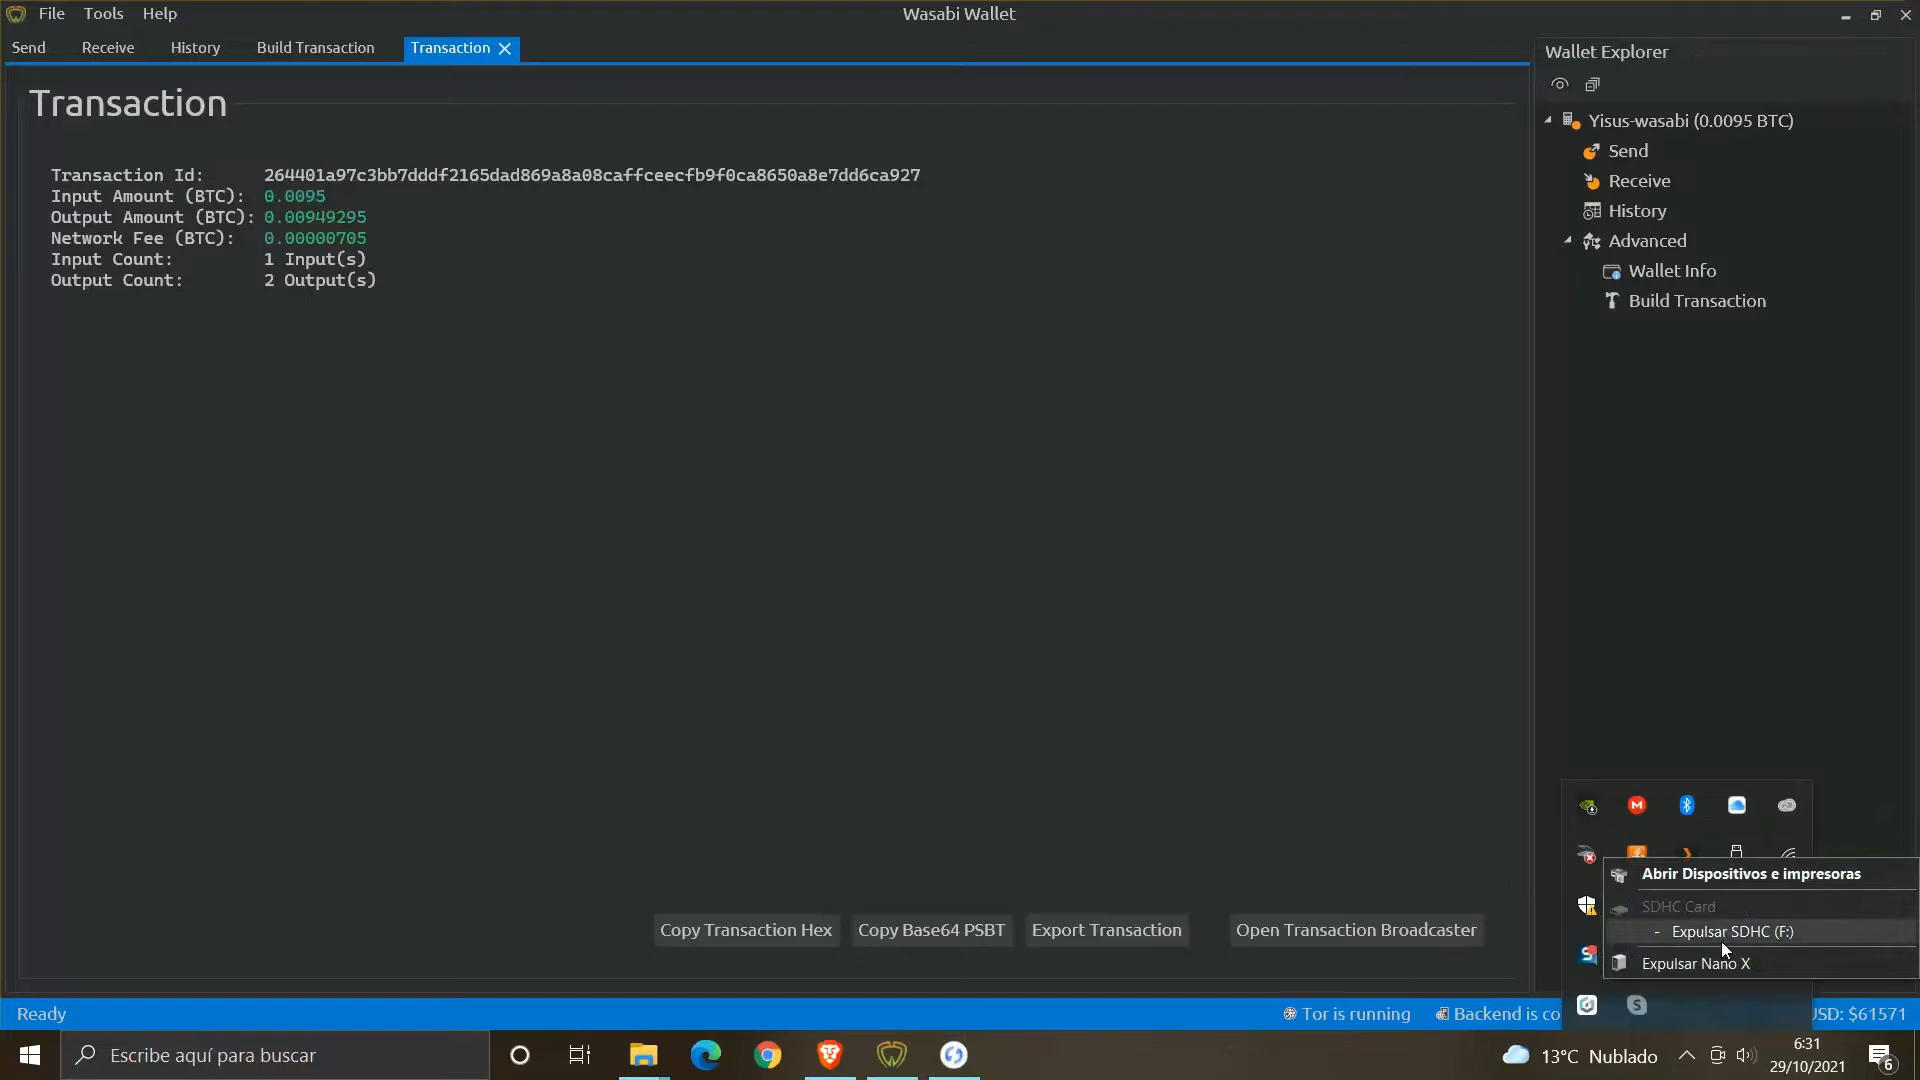 File Tools Help
Wasabi Wallet
Send Receive History Build Transaction Transaction
Wallet Explorer
Transaction
Yisus-wasabi (0.0095 BTC)
Send
Receive
History
Advanced
Wallet Info
Build Transaction
Transaction Id: 264401a97c3bb7dddf2165dad869a8a08caffceecfb9f0ca8650a8e7dd6ca927
Input Amount (BTC): 0.0095
Output Amount (BTC): 0.00949295
Network Fee (BTC): 0.00000705
Input Count: 1 Input(s)
Output Count: 2 Output(s)
Abrir Dispositivos e impresoras
SDHC Card
- Expulsar SDHC (F:)
Expulsar Nano X
Copy Transaction Hex Copy Base64 PSBT Export Transaction Open Transaction Broadcaster
Ready Tor is running Backend is co USD: $61571
Escribe aquí para buscar
13°C Nublado
6:31
29/10/2021
6